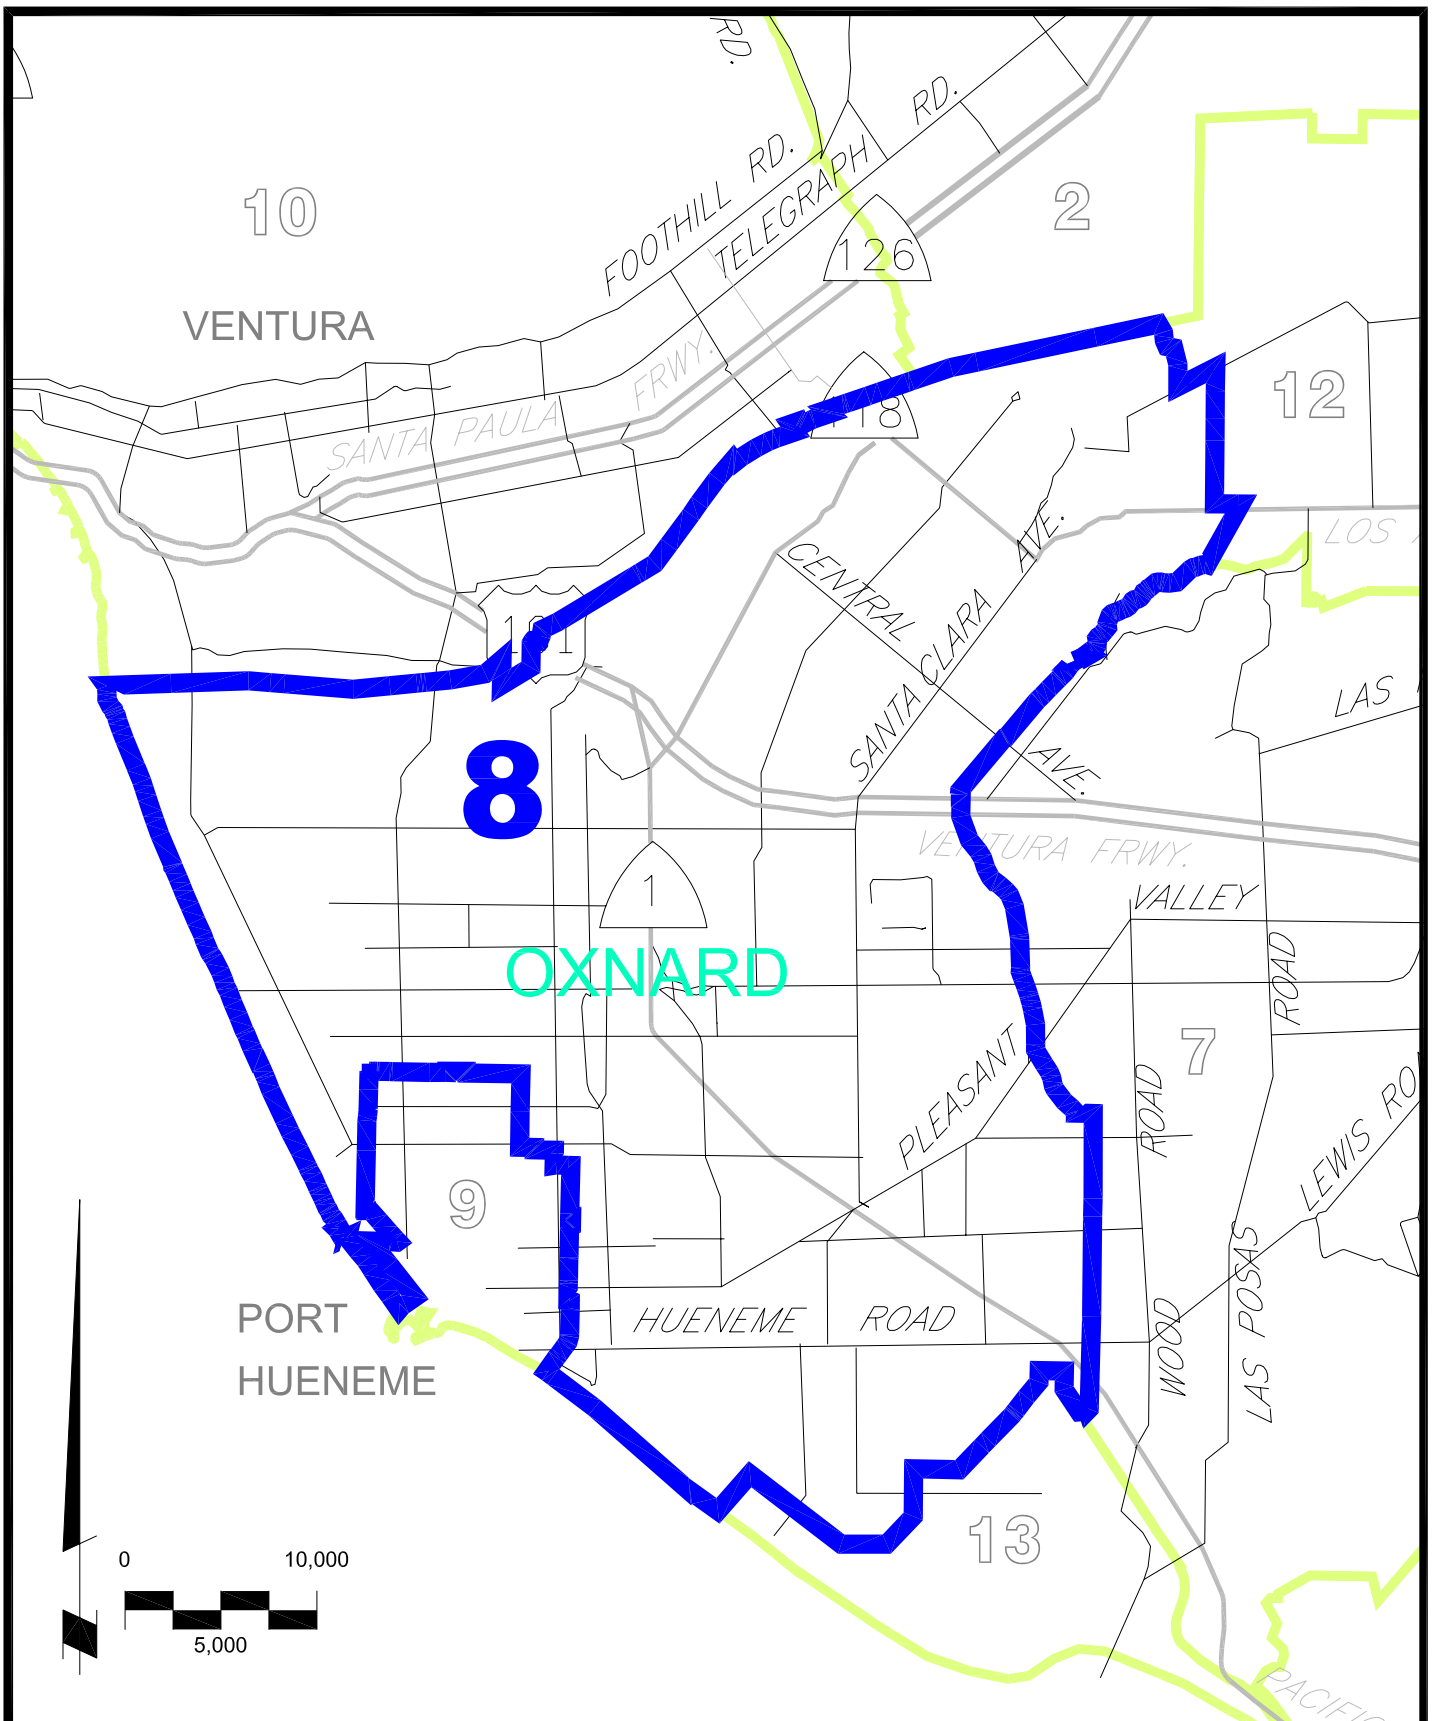 RD.
RD.
10
FOOTHILL RD.
TELEGRAPH
2
126
VENTURA
FRWY.
SANTA PAULA
12
LOS
CENTRAL
AVE.
SANTA CLARA
101
LAS
8
AVE.
VENTURA FRWY.
VALLEY
1
OXNARD
ROAD
PLEASANT
7
ROAD
LEWIS RO
9
PORT
HUENEME
HUENEME ROAD
WOOD
LAS POSAS
13
0 10,000
5,000
PACIFIC